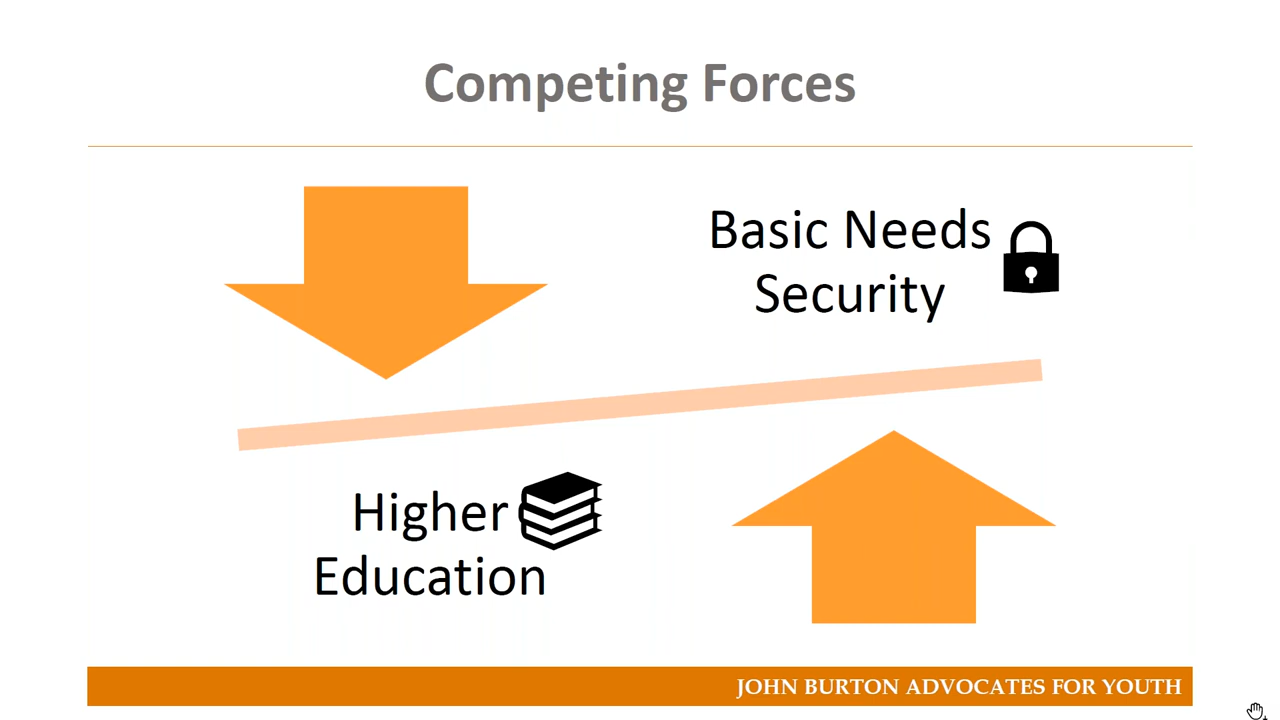 Competing Forces
Basic Needs
Security
Higher
Education
JOHN BURTON ADVOCATES FOR YOUTH